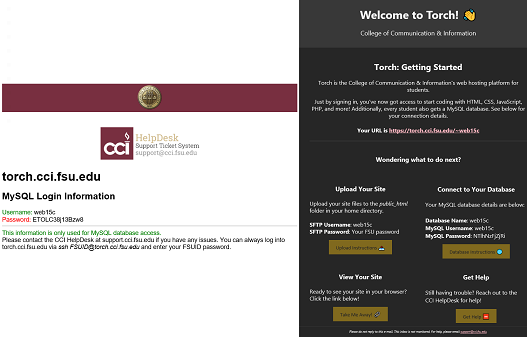 cci
HelpDesk
Support Ticket System
support@cci.fsu.edu
torch.cci.fsu.edu
MySQL Login Information
Username: web15c
Password: ETOLC38j13Bzw8
This information is only used for MySQL database access.
Please contact the CCI HelpDesk at support.cci.fsu.edu if you have any issues. You can always log into
torch.cci.fsu.edu via ssh FSUID@torch.cci.fsu.edu and enter your FSUID password.
Welcome to Torch! 👋
College of Communication & Information
Torch: Getting Started
Torch is the College of Communication & Information's web hosting platform for
students.
Just by signing in, you've now got access to start coding with HTML, CSS, JavaScript,
PHP, and more! Additionally, every student also gets a MySQL database. See below for
your connection details.
Your URL is https://torch.cci.fsu.edu/~web15c
Wondering what to do next?
Upload Your Site
Upload your site files to the public_html
folder in your home directory.
SFTP Username: web15c
SFTP Password: Your FSU password
Upload Instructions
Connect to Your Database
Your MySQL database details are below:
Database Name: web15c
MySQL Username: web15c
MySQL Password:
Database Instructions
View Your Site
Ready to see your site in your browser?
Click the link below!
Take Me Away!
Get Help
Still having trouble? Reach out to the
CCI HelpDesk for help!
Get Help
Please do not reply to this e-mail. This inbox is not monitored. For help, please email